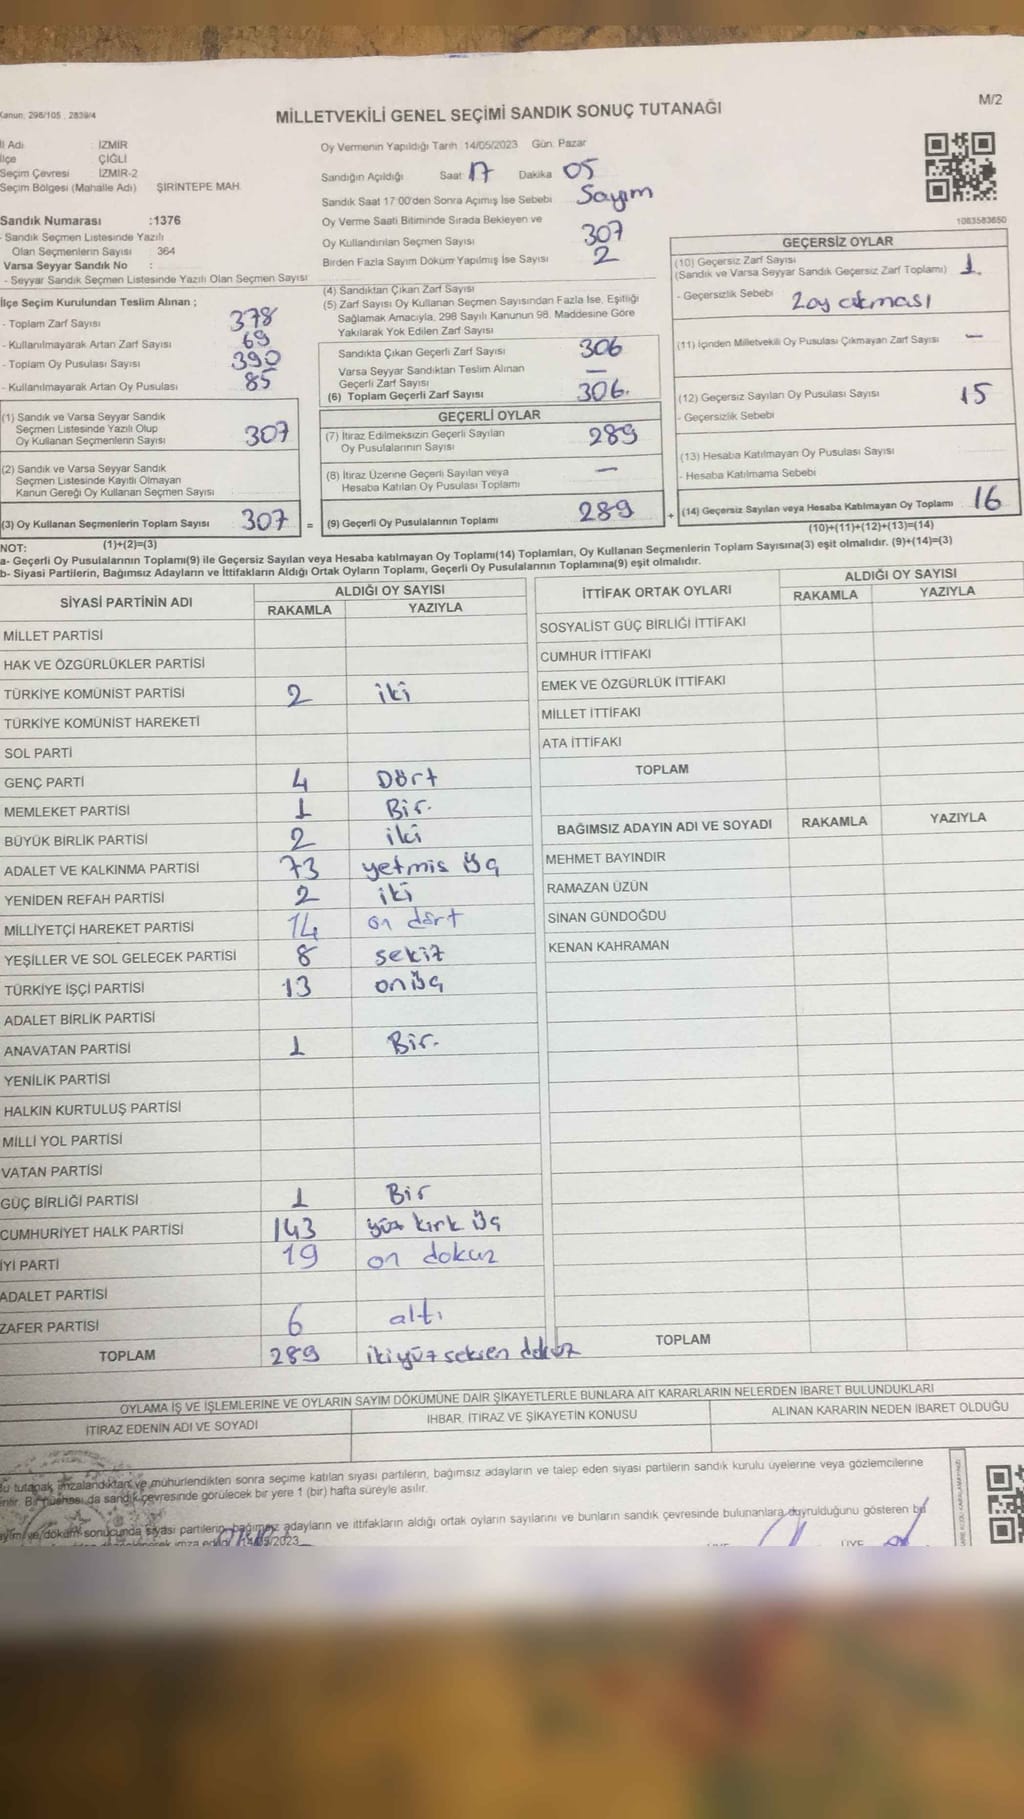 Kanun: 298/105 , 2839/4
MİLLETVEKİLİ GENEL SEÇİMİ SANDIK SONUÇ TUTANAĞI
M/2
İl Adı : İZMİR
İlçe ÇİĞLİ
Seçim Çevresi İZMİR-2
Seçim Bölgesi (Mahalle Adı) ŞİRİNTEPE MAH.
Sandık Numarası :1376
- Sandık Seçmen Listesinde Yazılı
Olan Seçmenlerin Sayısı : 364
Varsa Seyyar Sandık No :
- Seyyar Sandık Seçmen Listesinde Yazılı Olan Seçmen Sayısı
İlçe Seçim Kurulundan Teslim Alınan ;
- Toplam Zarf Sayısı 378
- Kullanılmayarak Artan Zarf Sayısı 69
- Toplam Oy Pusulası Sayısı 390
- Kullanılmayarak Artan Oy Pusulası 85
(1) Sandık ve Varsa Seyyar Sandık
Seçmen Listesinde Yazılı Olup
Oy Kullanan Seçmenlerin Sayısı 307
(2) Sandık ve Varsa Seyyar Sandık
Seçmen Listesinde Kayıtlı Olmayan
Kanun Gereği Oy Kullanan Seçmen Sayısı
(3) Oy Kullanan Seçmenlerin Toplam Sayısı 307 =
(1)+(2)=(3)
Oy Vermenin Yapıldığı Tarih 14/05/2023 Gün. Pazar
Sandığın Açıldığı Saat 17 Dakika 05
Sandık Saat 17:00'den Sonra Açımış İse Sebebi Sayım
Oy Verme Saati Bitiminde Sırada Bekleyen ve
Oy Kullandırılan Seçmen Sayısı 307
Birden Fazla Sayım Döküm Yapılmış İse Sayısı 2
(4) Sandıktan Çıkan Zarf Sayısı
(5) Zarf Sayısı Oy Kullanan Seçmen Sayısından Fazla İse, Eşitliği
Sağlamak Amacıyla, 298 Sayılı Kanunun 98. Maddesine Göre
Yakılarak Yok Edilen Zarf Sayısı
Sandıkta Çıkan Geçerli Zarf Sayısı 306
Varsa Seyyar Sandıktan Teslim Alınan
Geçerli Zarf Sayısı —
(6) Toplam Geçerli Zarf Sayısı 306.
GEÇERLİ OYLAR
(7) İtiraz Edilmeksizin Geçerli Sayılan
Oy Pusulalarının Sayısı 289
(8) İtiraz Üzerine Geçerli Sayılan veya
Hesaba Katılan Oy Pusulası Toplamı —
(9) Geçerli Oy Pusulalarının Toplamı 289 +
1083583650
GEÇERSİZ OYLAR
(10) Geçersiz Zarf Sayısı
(Sandık ve Varsa Seyyar Sandık Geçersiz Zarf Toplamı) 1.
- Geçersizlik Sebebi 2 oy çıkması
(11) İçinden Milletvekili Oy Pusulası Çıkmayan Zarf Sayısı —
(12) Geçersiz Sayılan Oy Pusulası Sayısı 15
- Geçersizlik Sebebi
(13) Hesaba Katılmayan Oy Pusulası Sayısı
- Hesaba Katılmama Sebebi
(14) Geçersiz Sayılan veya Hesaba Katılmayan Oy Toplamı 16
(10)+(11)+(12)+(13)=(14)
NOT:
a- Geçerli Oy Pusulalarının Toplamı(9) ile Geçersiz Sayılan veya Hesaba katılmayan Oy Toplamı(14) Toplamları, Oy Kullanan Seçmenlerin Toplam Sayısına(3) eşit olmalıdır. (9)+(14)=(3)
b- Siyasi Partilerin, Bağımsız Adayların ve İttifakların Aldığı Ortak Oyların Toplamı, Geçerli Oy Pusulalarının Toplamına(9) eşit olmalıdır.
SİYASİ PARTİNİN ADI
ALDIĞI OY SAYISI
RAKAMLA YAZIYLA
MİLLET PARTİSİ
HAK VE ÖZGÜRLÜKLER PARTİSİ
TÜRKİYE KOMÜNİST PARTİSİ 2 iki
TÜRKİYE KOMÜNİST HAREKETİ
SOL PARTİ
GENÇ PARTİ 4 Dört
MEMLEKET PARTİSİ 1 Bir.
BÜYÜK BİRLİK PARTİSİ 2 iki
ADALET VE KALKINMA PARTİSİ 73 yetmis üç
YENİDEN REFAH PARTİSİ 2 iki
MİLLİYETÇİ HAREKET PARTİSİ 14 on dört
YEŞİLLER VE SOL GELECEK PARTİSİ 8 sekiz
TÜRKİYE İŞÇİ PARTİSİ 13 onüç
ADALET BİRLİK PARTİSİ
ANAVATAN PARTİSİ 1 Bir.
YENİLİK PARTİSİ
HALKIN KURTULUŞ PARTİSİ
MİLLİ YOL PARTİSİ
VATAN PARTİSİ
GÜÇ BİRLİĞİ PARTİSİ 1 Bir
CUMHURİYET HALK PARTİSİ 143 yüz kırk üç
İYİ PARTİ 19 on dokuz
ADALET PARTİSİ
ZAFER PARTİSİ 6 altı
TOPLAM 289 ikiyüz seksen dokuz
İTTİFAK ORTAK OYLARI
ALDIĞI OY SAYISI
RAKAMLA YAZIYLA
SOSYALİST GÜÇ BİRLİĞİ İTTİFAKI
CUMHUR İTTİFAKI
EMEK VE ÖZGÜRLÜK İTTİFAKI
MİLLET İTTİFAKI
ATA İTTİFAKI
TOPLAM
BAĞIMSIZ ADAYIN ADI VE SOYADI RAKAMLA YAZIYLA
MEHMET BAYINDIR
RAMAZAN ÜZÜN
SİNAN GÜNDOĞDU
KENAN KAHRAMAN
TOPLAM
OYLAMA İŞ VE İŞLEMLERİNE VE OYLARIN SAYIM DÖKÜMÜNE DAİR ŞİKAYETLERLE BUNLARA AİT KARARLARIN NELERDEN İBARET BULUNDUKLARI
İTİRAZ EDENİN ADI VE SOYADI
İHBAR, İTİRAZ VE ŞİKAYETİN KONUSU
ALINAN KARARIN NEDEN İBARET OLDUĞU
Bu tutanak, imzalandıktan ve mühürlendikten sonra seçime katılan siyasi partilerin, bağımsız adayların ve talep eden siyasi partilerin sandık kurulu üyelerine veya gözlemcilerine
Bir nüshası da sandık çevresinde görülecek bir yere 1 (bir) hafta süreyle asılır.
ve döküm sonucunda siyasi partilerin, bağımsız adayların ve ittifakların aldığı ortak oyların sayılarını ve bunların sandık çevresinde bulunanlara duyrulduğunu gösteren bu
imza 14/05/2023
ÜYE ÜYE